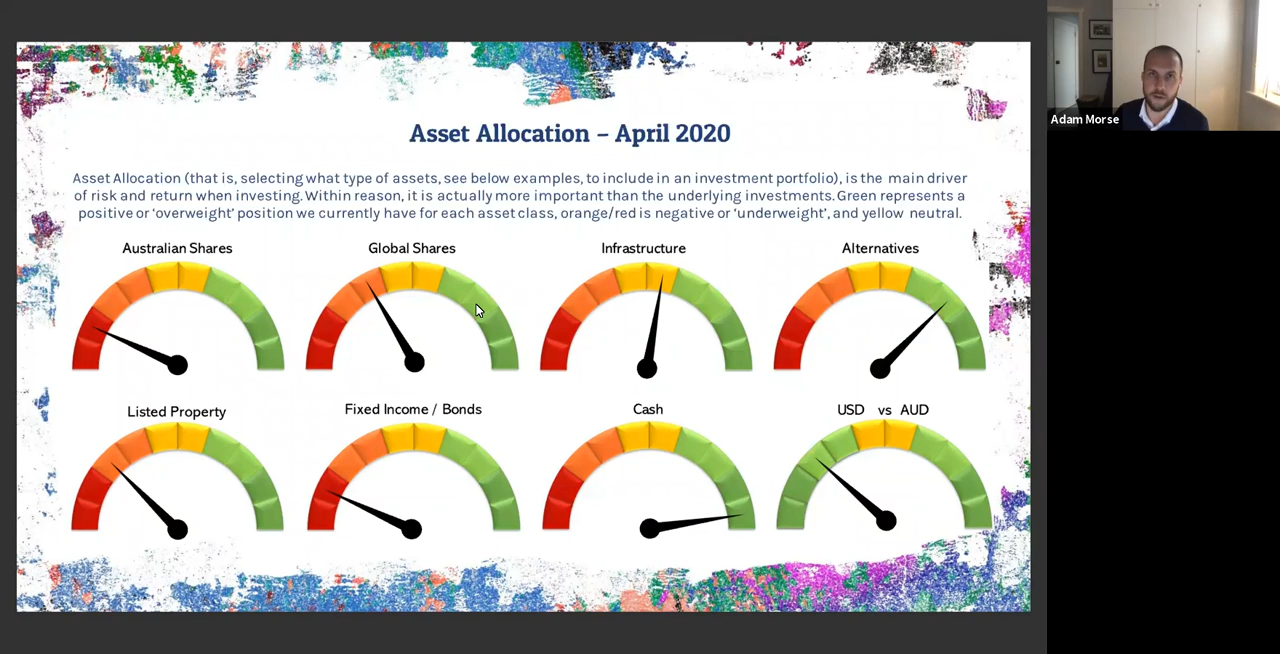 Asset Allocation – April 2020
Asset Allocation (that is, selecting what type of assets, see below examples, to include in an investment portfolio), is the main driver
of risk and return when investing. Within reason, it is actually more important than the underlying investments. Green represents a
positive or ‘overweight’ position we currently have for each asset class, orange/red is negative or ‘underweight’, and yellow neutral.
Australian Shares
Global Shares
Infrastructure
Alternatives
Listed Property
Fixed Income / Bonds
Cash
USD vs AUD
Adam Morse